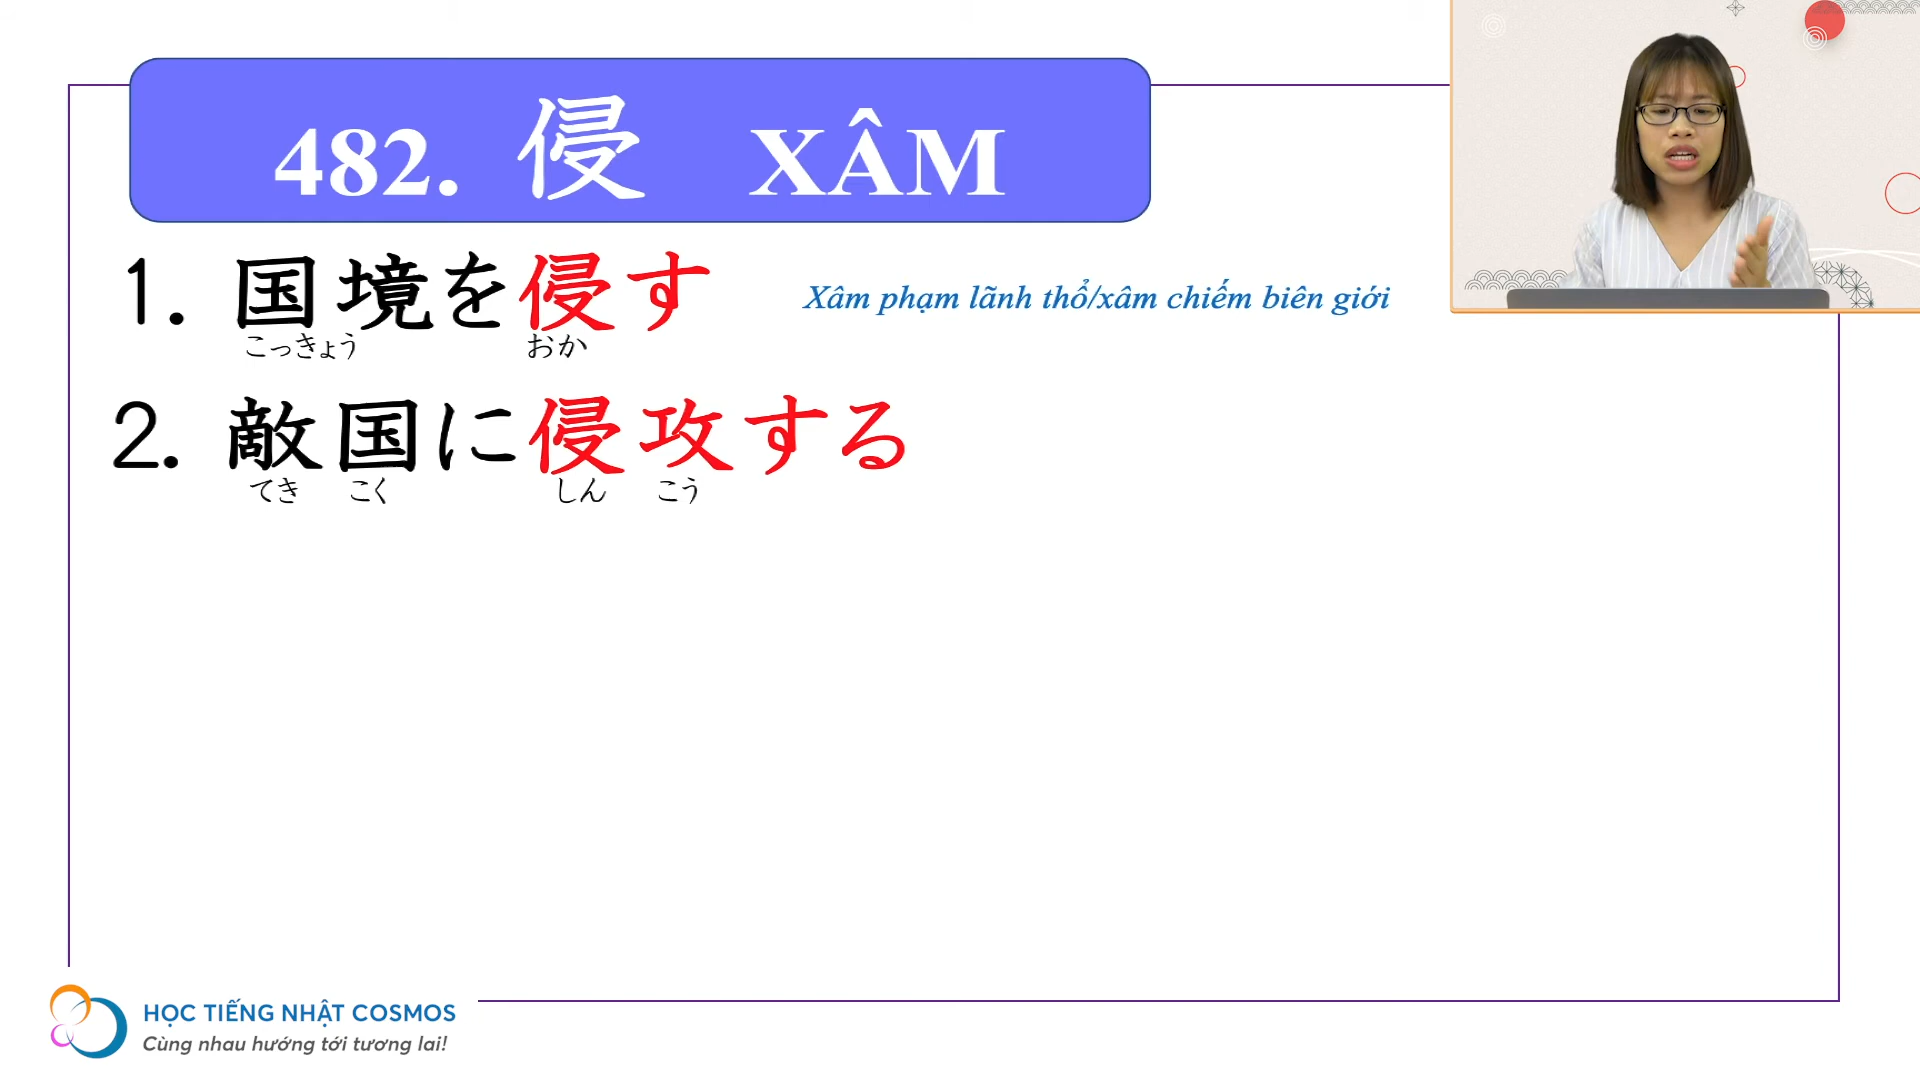 482. 侵 XÂM
1. 国境を侵す Xâm phạm lãnh thổ/xâm chiếm biên giới
こっきょう おか
2. 敵国に侵攻する
てき こく しん こう
HỌC TIẾNG NHẬT COSMOS
Cùng nhau hướng tới tương lai!